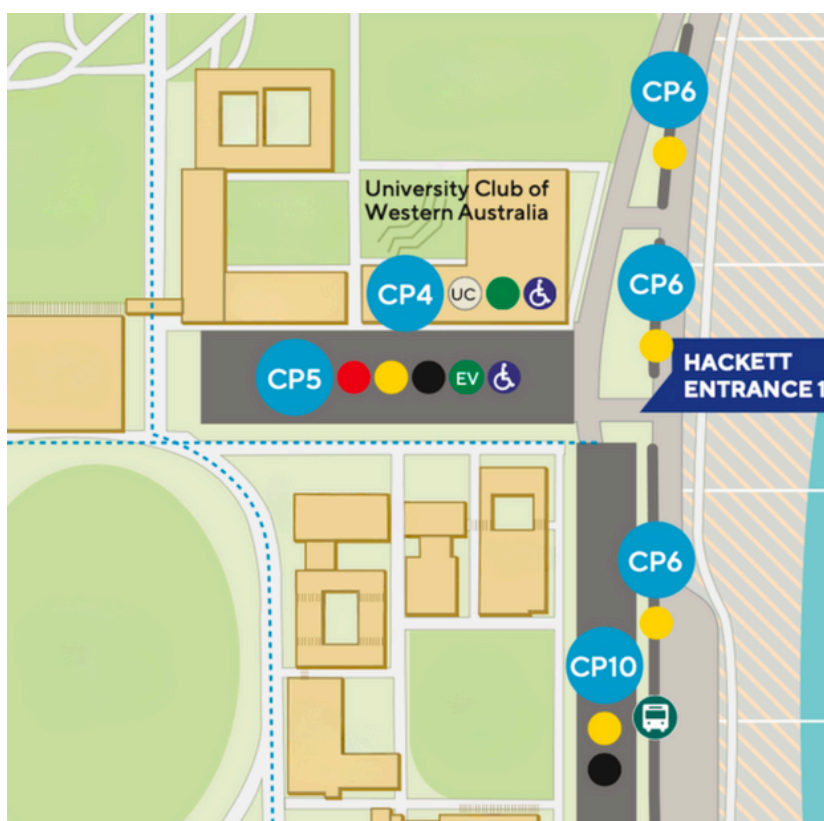 CP6
University Club of
Western Australia
CP4 UC
CP6
CP5 EV
HACKETT
ENTRANCE 1
CP6
CP10